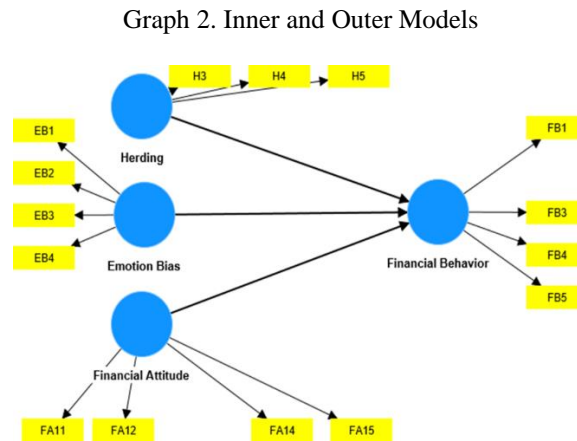 Graph 2. Inner and Outer Models
H3 H4 H5
EB1
EB2
EB3
EB4
Herding
Emotion Bias
Financial Attitude
FA11 FA12 FA14 FA15
Financial Behavior
FB1
FB3
FB4
FB5